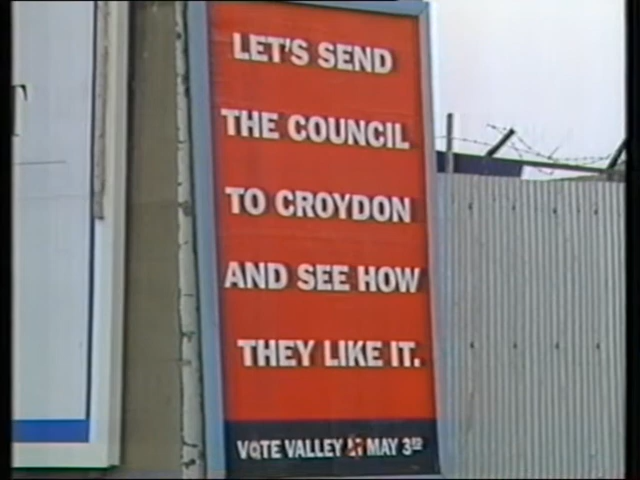 LET'S SEND
THE COUNCIL
TO CROYDON
AND SEE HOW
THEY LIKE IT.
VOTE VALLEY MAY 3RD